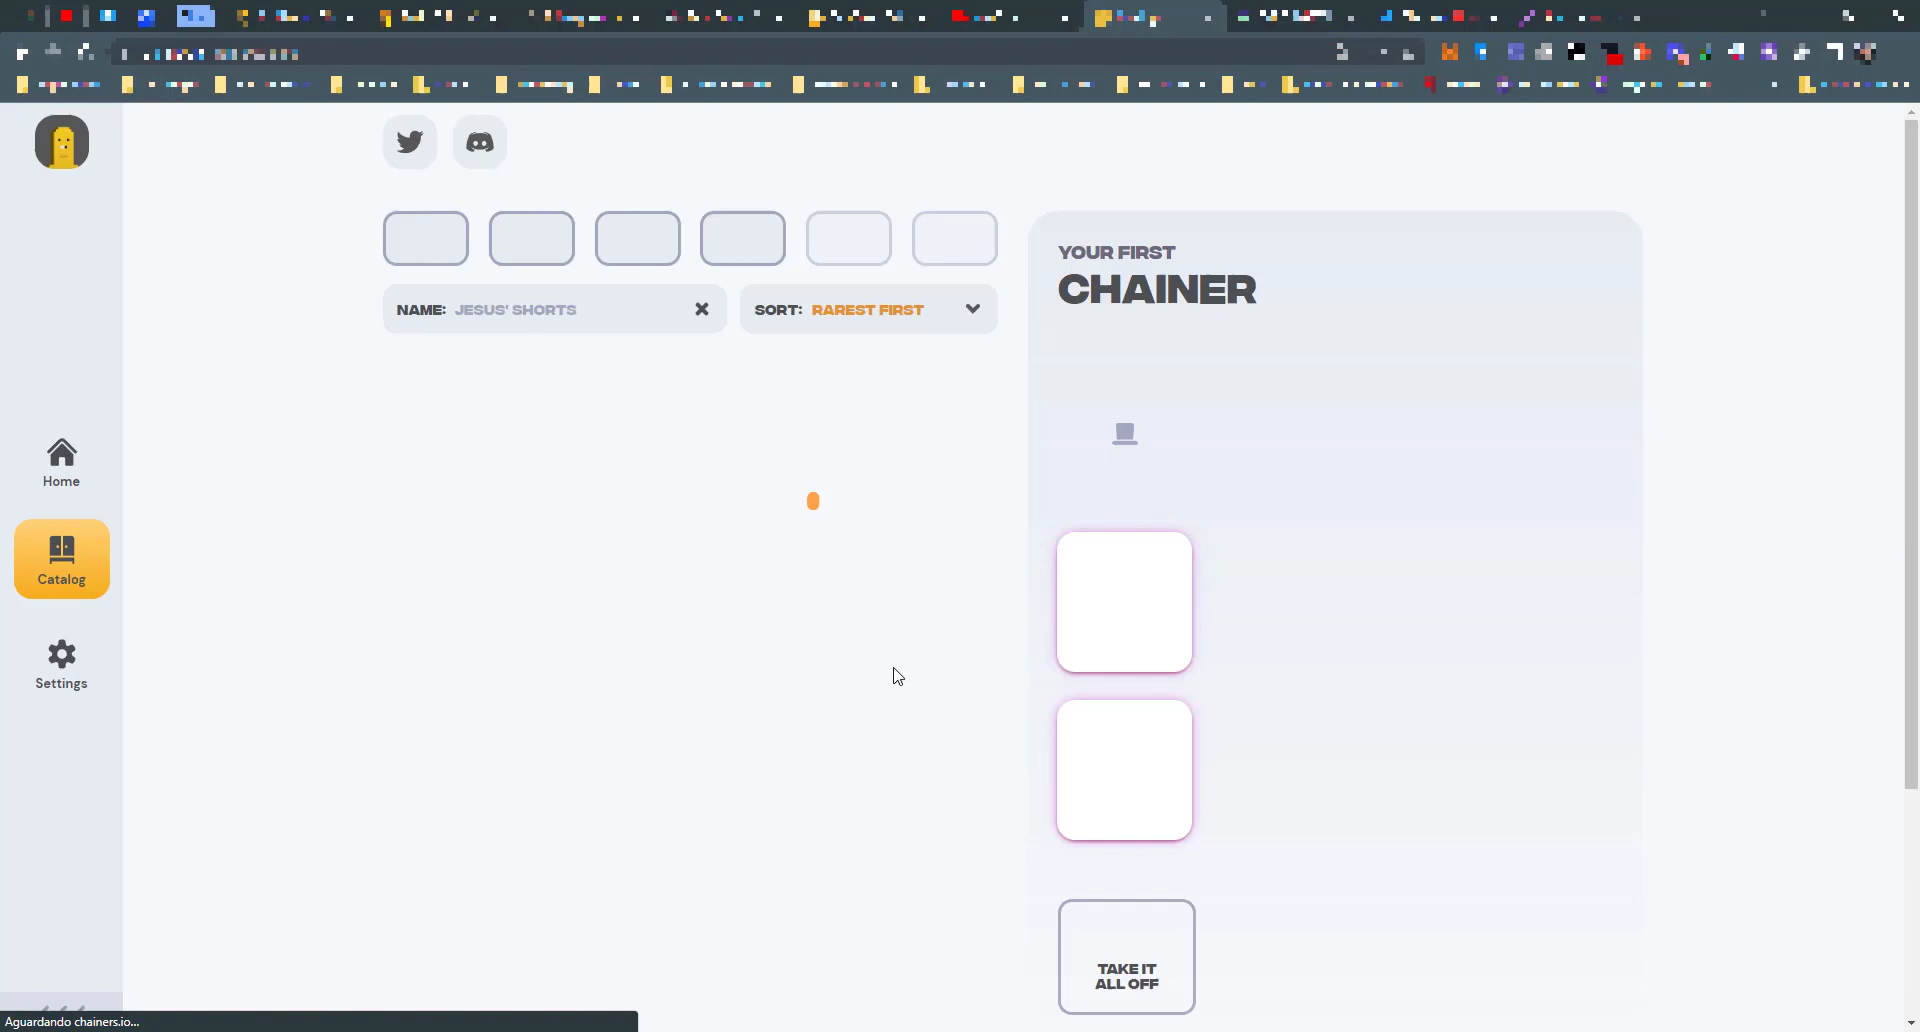 YOUR FIRST
CHAINER
NAME: JESUS' SHORTS
SORT: RAREST FIRST
Home
Catalog
Settings
TAKE IT
ALL OFF
Aguardando chainers.io...